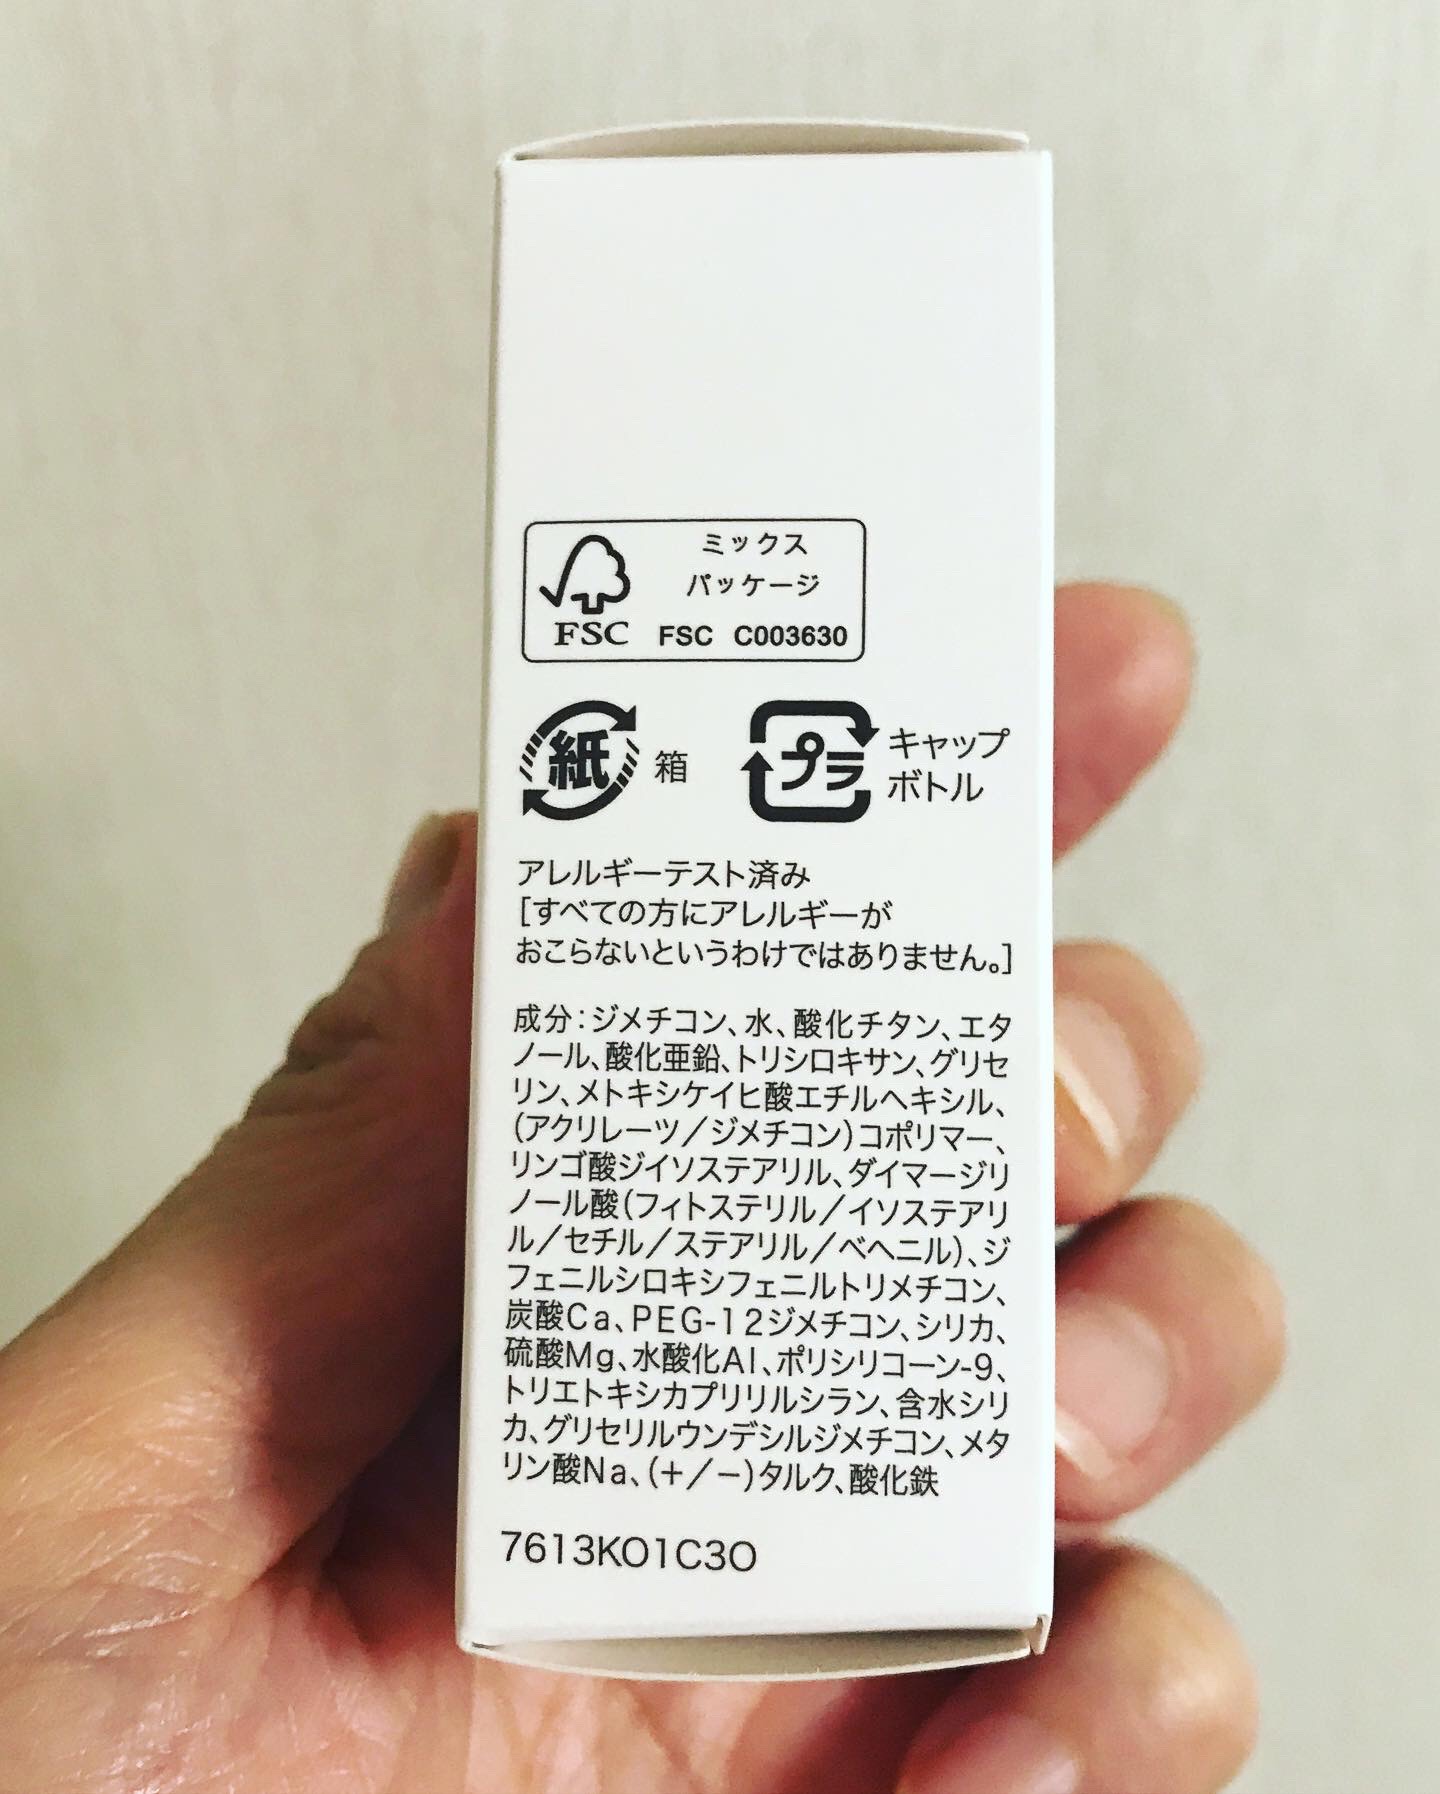 ミックス
パッケージ
FSC FSC C003630
紙 箱 プラ キャップ
ボトル
アレルギーテスト済み
[すべての方にアレルギーが
おこらないというわけではありません。]
成分：ジメチコン、水、酸化チタン、エタ
ノール、酸化亜鉛、トリシロキサン、グリセ
リン、メトキシケイヒ酸エチルヘキシル、
(アクリレーツ／ジメチコン)コポリマー、
リンゴ酸ジイソステアリル、ダイマージリ
ノール酸(フィトステリル／イソステアリ
ル／セチル／ステアリル／ベヘニル)、ジ
フェニルシロキシフェニルトリメチコン、
炭酸Ca、PEG-12ジメチコン、シリカ、
硫酸Mg、水酸化Al、ポリシリコーン-9、
トリエトキシカプリリルシラン、含水シリ
カ、グリセリルウンデシルジメチコン、メタ
リン酸Na、(＋／－)タルク、酸化鉄
7613KO1C3O